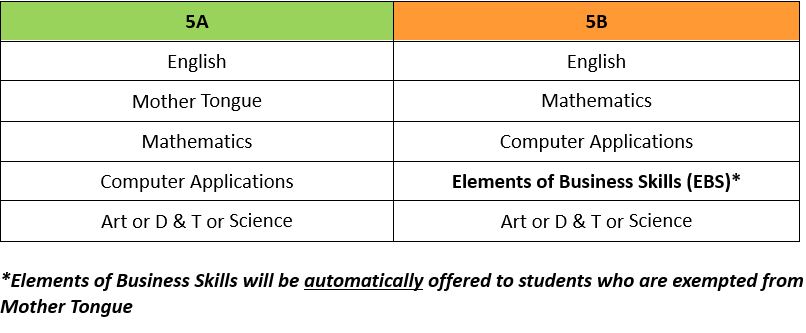 5A 5B
English English
Mother Tongue Mathematics
Mathematics Computer Applications
Computer Applications Elements of Business Skills (EBS)*
Art or D & T or Science Art or D & T or Science
*Elements of Business Skills will be automatically offered to students who are exempted from
Mother Tongue